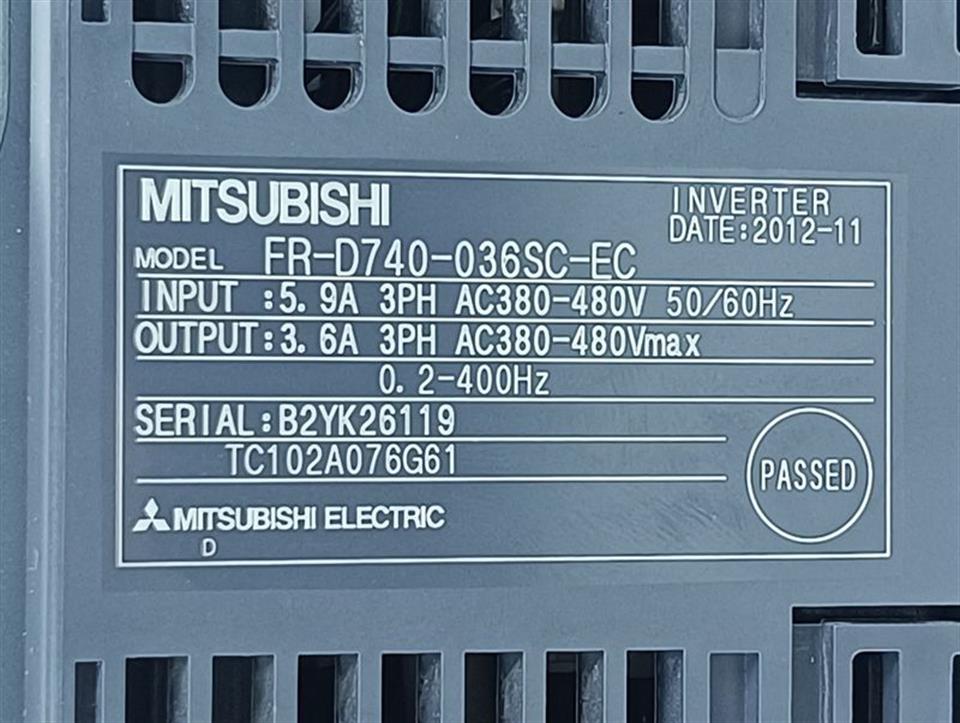 MITSUBISHI
INVERTER
DATE:2012-11
MODEL FR-D740-036SC-EC
INPUT :5.9A 3PH AC380-480V 50/60Hz
OUTPUT:3.6A 3PH AC380-480Vmax
0.2-400Hz
SERIAL:B2YK26119
TC102A076G61
PASSED
MITSUBISHI ELECTRIC
D